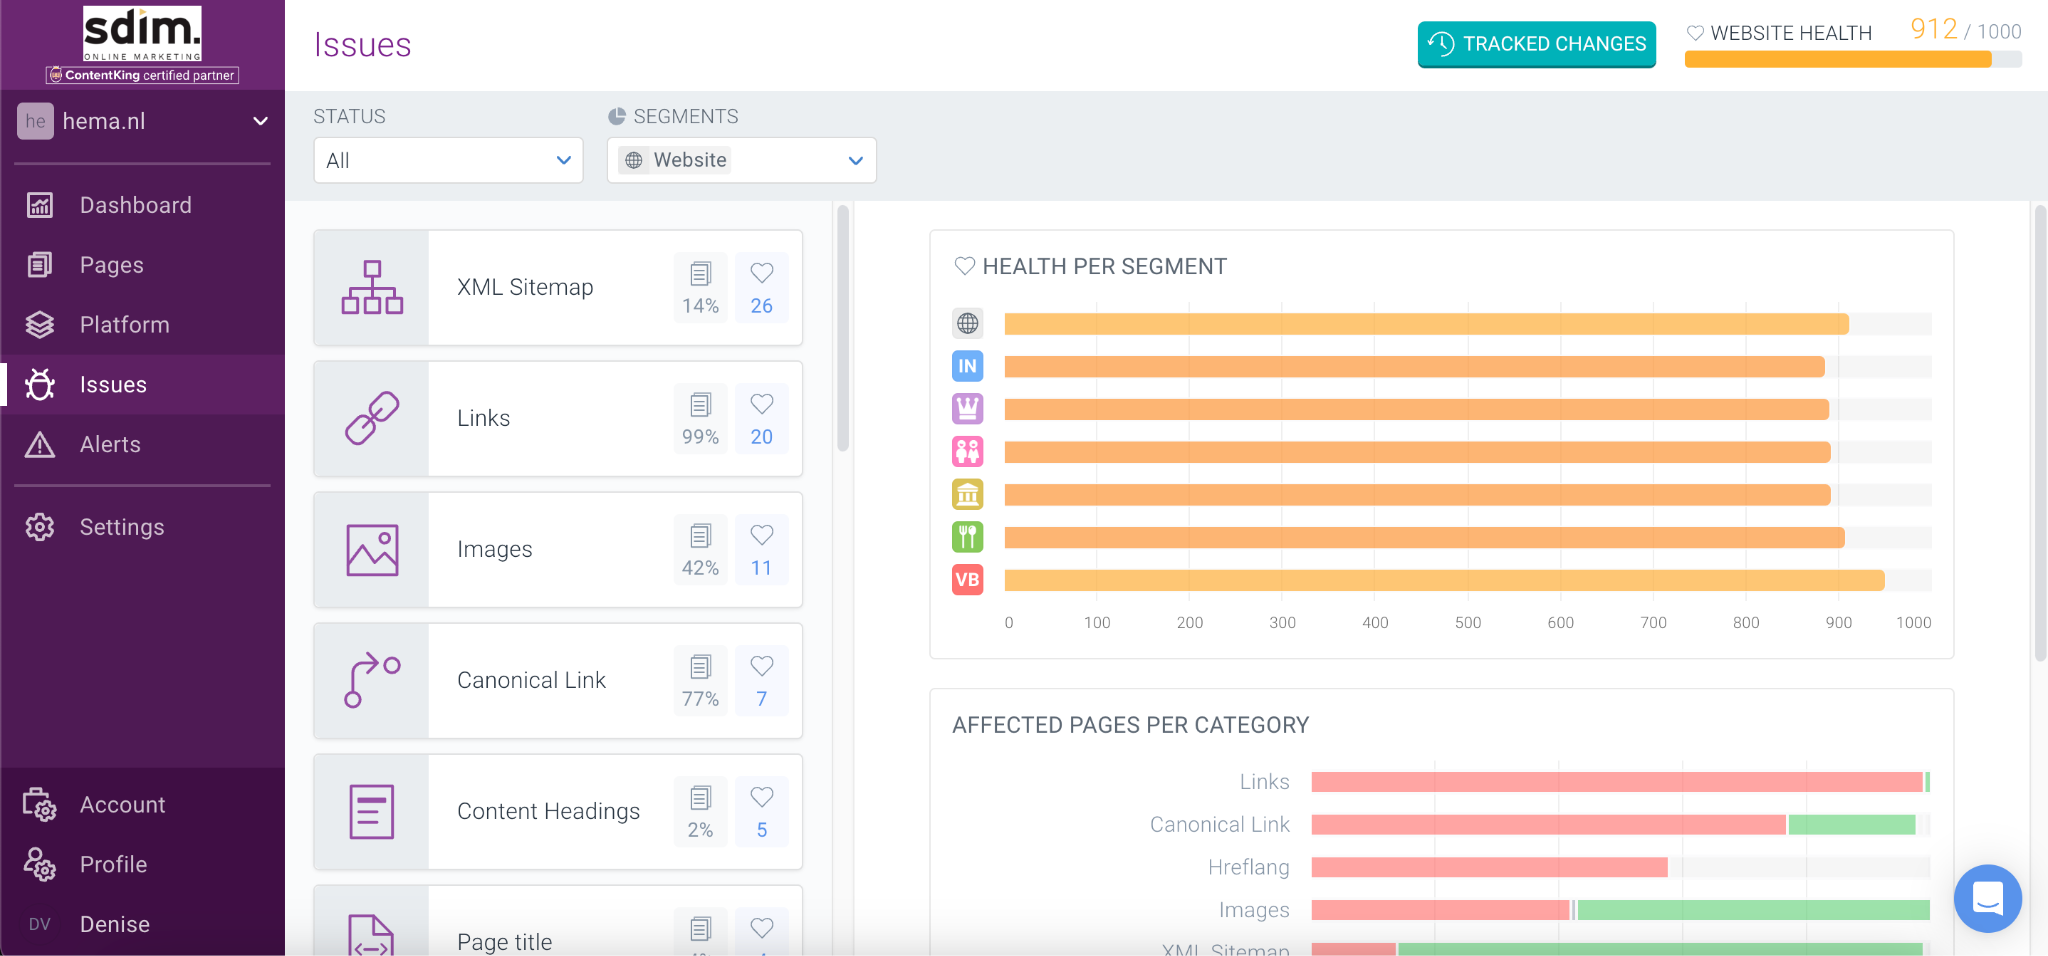 sdim.
ONLINE MARKETING
ContentKing certified partner
he hema.nl
Dashboard
Pages
Platform
Issues
Alerts
Settings
Account
Profile
DV Denise
Issues
TRACKED CHANGES
WEBSITE HEALTH 912 / 1000
STATUS
All
SEGMENTS
Website
XML Sitemap 14% 26
Links 99% 20
Images 42% 11
Canonical Link 77% 7
Content Headings 2% 5
Page title
HEALTH PER SEGMENT
IN
VB
0 100 200 300 400 500 600 700 800 900 1000
AFFECTED PAGES PER CATEGORY
Links
Canonical Link
Hreflang
Images
XML Sitemap